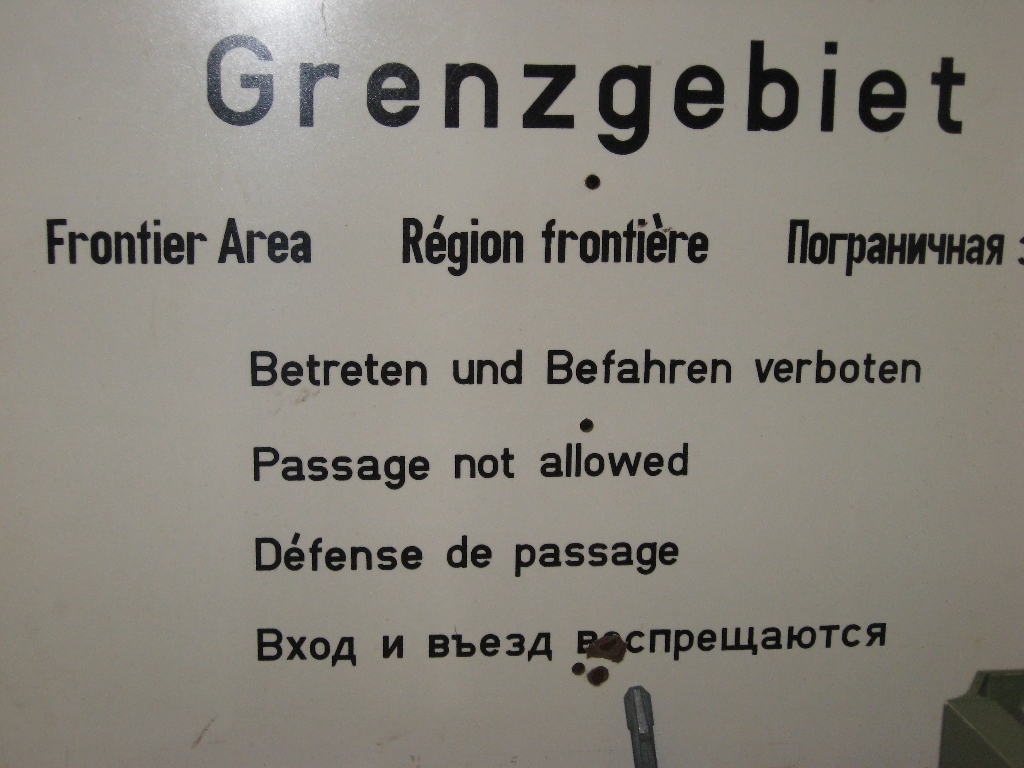 Grenzgebiet
Frontier Area Région frontière Пограничная
Betreten und Befahren verboten
Passage not allowed
Défense de passage
Вход и въезд воспрещаются